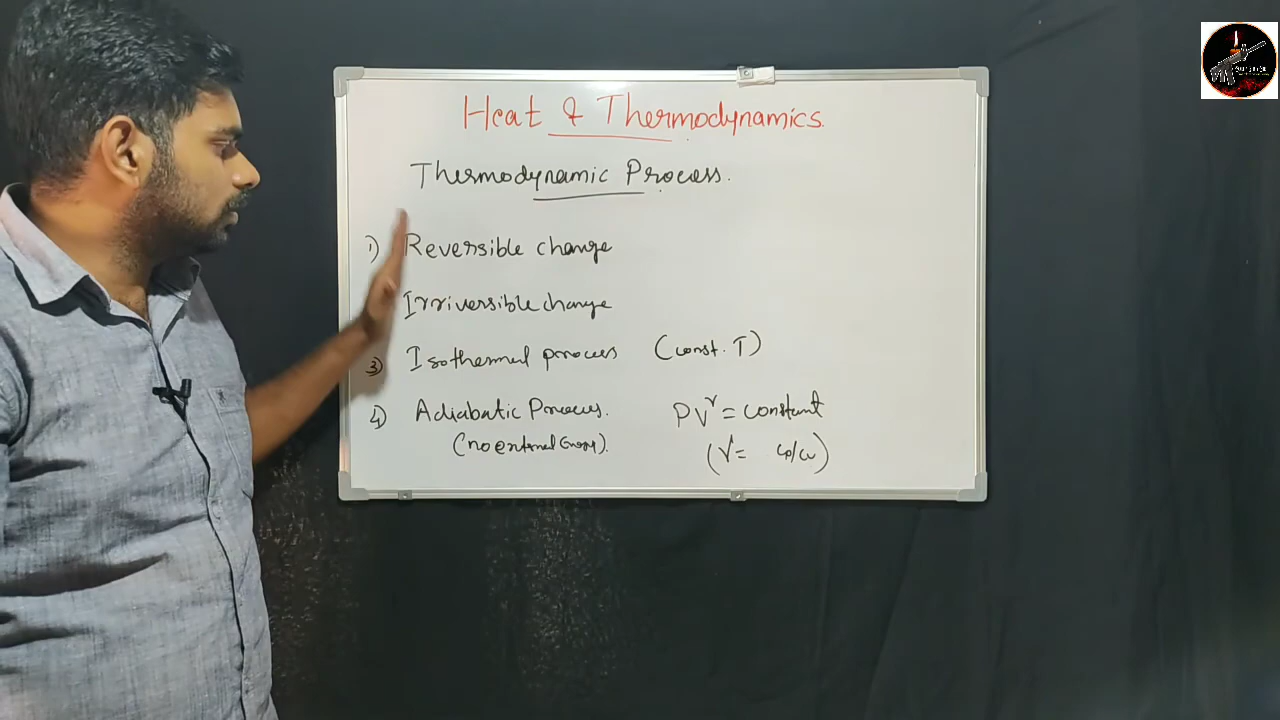 Heat & Thermodynamics.
Thermodynamic Process.
1) Reversible change
Irriversible change
3) Isothermal process (const. T)
4) Adiabatic Process. PV^γ = constant
(no external Energy). (γ = Cp/Cv)